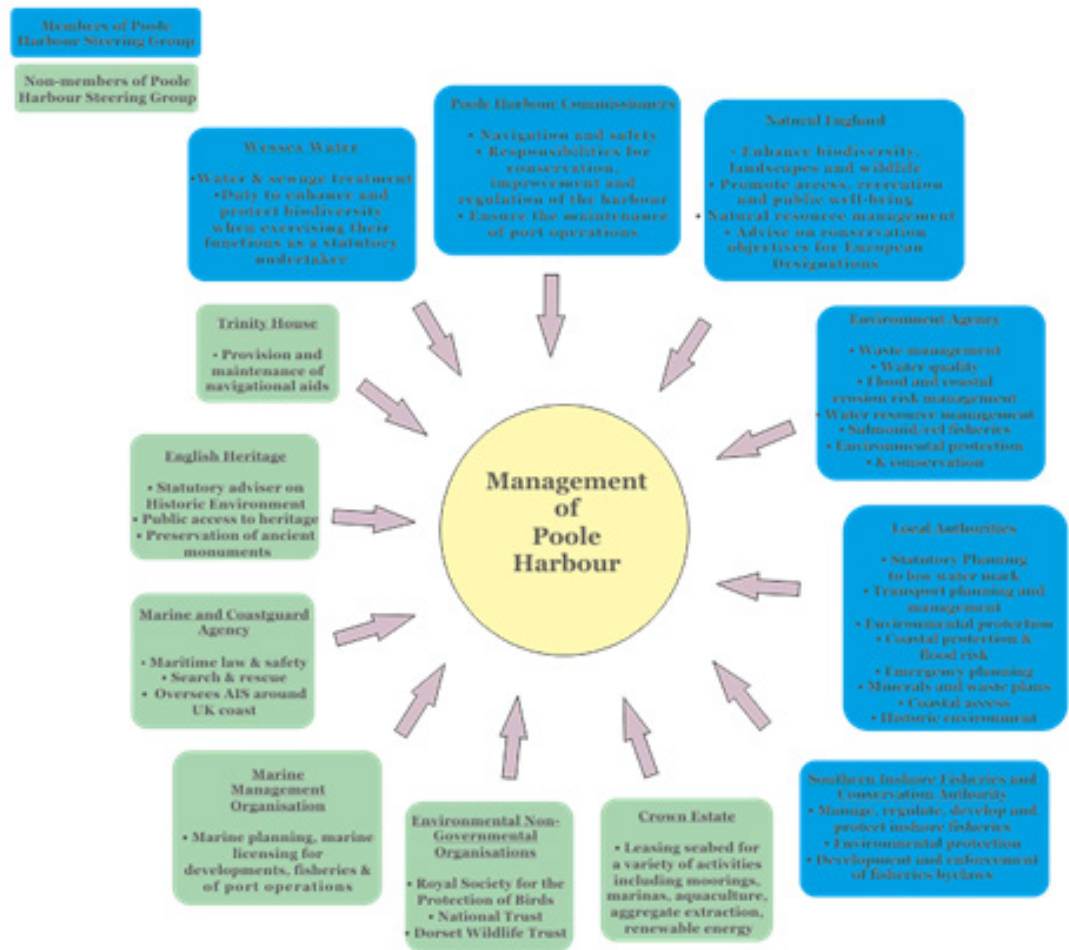 Members of Poole
Harbour Steering Group
Non-members of Poole
Harbour Steering Group
Poole Harbour Commissioners
• Navigation and safety
• Responsibilities for
conservation,
improvement and
regulation of the harbour
• Ensure the maintenance
of port operations
Natural England
• Enhance biodiversity,
landscapes and wildlife
• Promote access, recreation
and public well-being
• Natural resource management
• Advise on conservation
objectives for European
Designations
Wessex Water
• Water & sewage treatment
• Duty to enhance and
protect biodiversity
when exercising their
functions as a statutory
undertaker
Trinity House
• Provision and
maintenance of
navigational aids
Environment Agency
• Waste management
• Water quality
• Flood and coastal
erosion risk management
• Water resource management
• Salmonid/eel fisheries
• Environmental protection
• & conservation
English Heritage
• Statutory adviser on
Historic Environment
• Public access to heritage
• Preservation of ancient
monuments
Management
of
Poole
Harbour
Local Authorities
• Statutory Planning
to low water mark
• Transport planning and
management
• Environmental protection
• Coastal protection &
flood risk
• Emergency planning
• Minerals and waste plans
• Coastal access
• Historic environment
Marine and Coastguard
Agency
• Maritime law & safety
• Search & rescue
• Oversees AIS around
UK coast
Marine
Management
Organisation
• Marine planning, marine
licensing for
developments, fisheries &
of port operations
Environmental Non-
Governmental
Organisations
• Royal Society for the
Protection of Birds
• National Trust
• Dorset Wildlife Trust
Crown Estate
• Leasing seabed for
a variety of activities
including moorings,
marinas, aquaculture,
aggregate extraction,
renewable energy
Southern Inshore Fisheries and
Conservation Authority
• Manage, regulate, develop and
protect inshore fisheries
• Environmental protection
• Development and enforcement
of fisheries byelaws